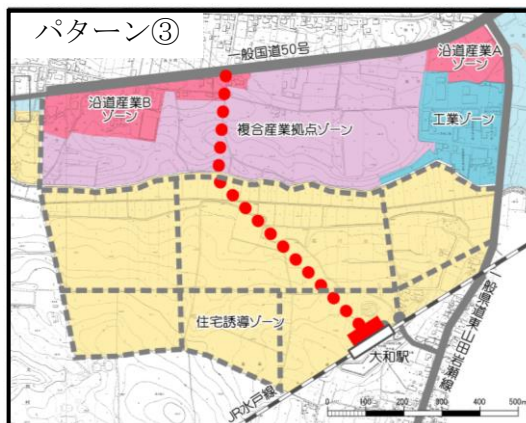 パターン③
一般国道50号
沿道産業A
ゾーン
沿道産業B
ゾーン
工業ゾーン
複合産業拠点ゾーン
住宅誘導ゾーン
大和駅
一般県道東山田岩瀬線
JR水戸線
0 100 200 300 400 500m